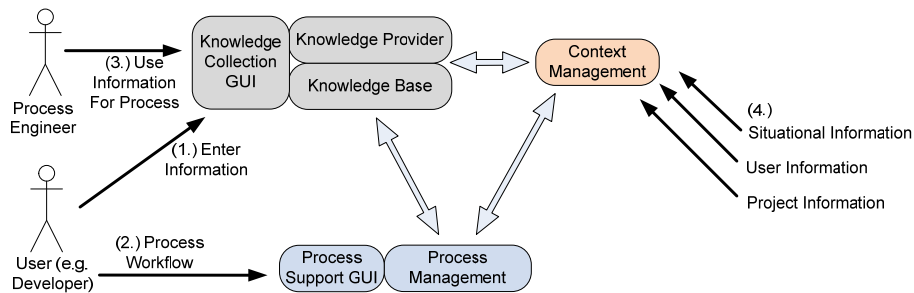 Process
Engineer
(3.) Use
Information
For Process
Knowledge
Collection
GUI
Knowledge Provider
Knowledge Base
Context
Management
(4.)
Situational Information
User Information
Project Information
(1.) Enter
Information
User (e.g.
Developer)
(2.) Process
Workflow
Process
Support GUI
Process
Management